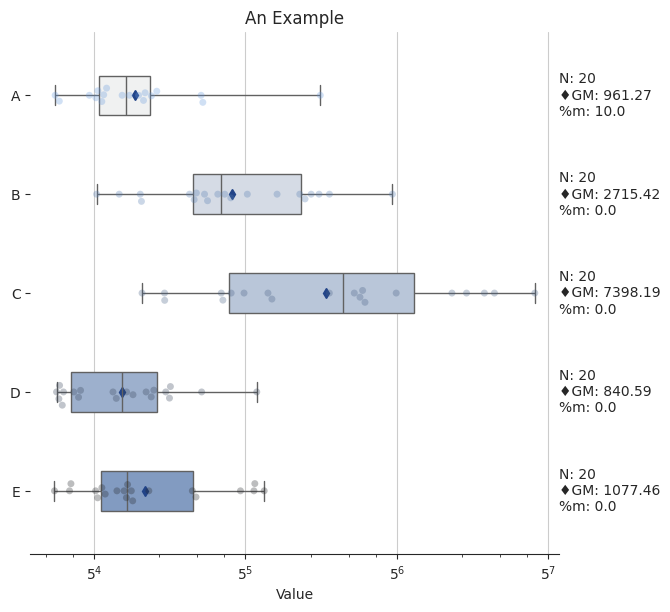 An Example
A
N: 20
♦GM: 961.27
%m: 10.0
B
N: 20
♦GM: 2715.42
%m: 0.0
C
N: 20
♦GM: 7398.19
%m: 0.0
D
N: 20
♦GM: 840.59
%m: 0.0
E
N: 20
♦GM: 1077.46
%m: 0.0
5⁴ 5⁵ 5⁶ 5⁷
Value